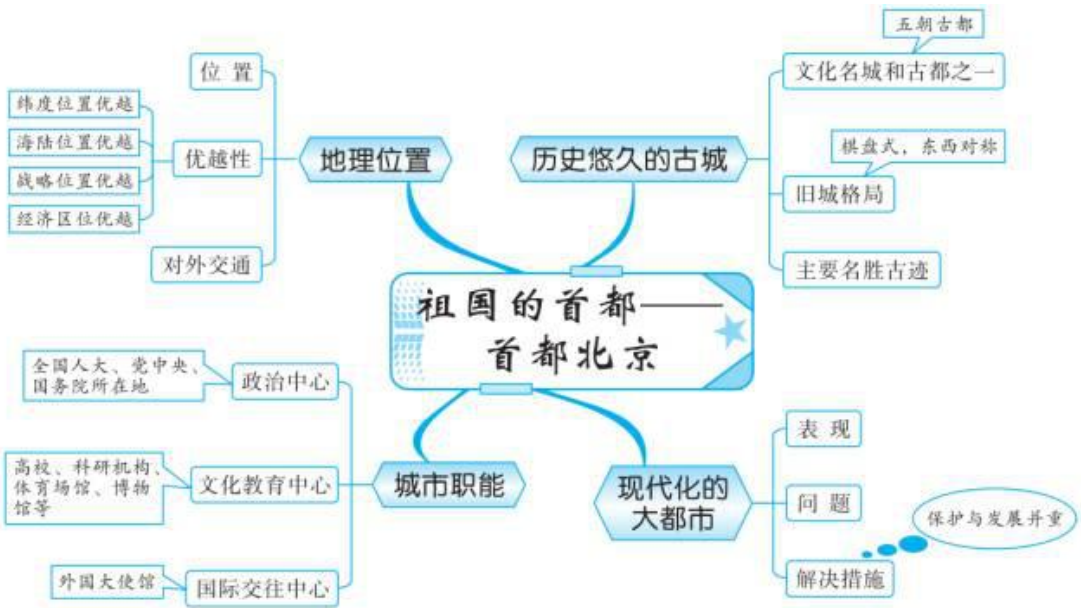 祖国的首都——
首都北京
地理位置
位置
优越性
纬度位置优越
海陆位置优越
战略位置优越
经济区位优越
对外交通
历史悠久的古城
五朝古都
文化名城和古都之一
棋盘式，东西对称
旧城格局
主要名胜古迹
城市职能
全国人大、党中央、
国务院所在地
政治中心
高校、科研机构、
体育场馆、博物
馆等
文化教育中心
外国大使馆
国际交往中心
现代化的
大都市
表现
问题
解决措施
保护与发展并重